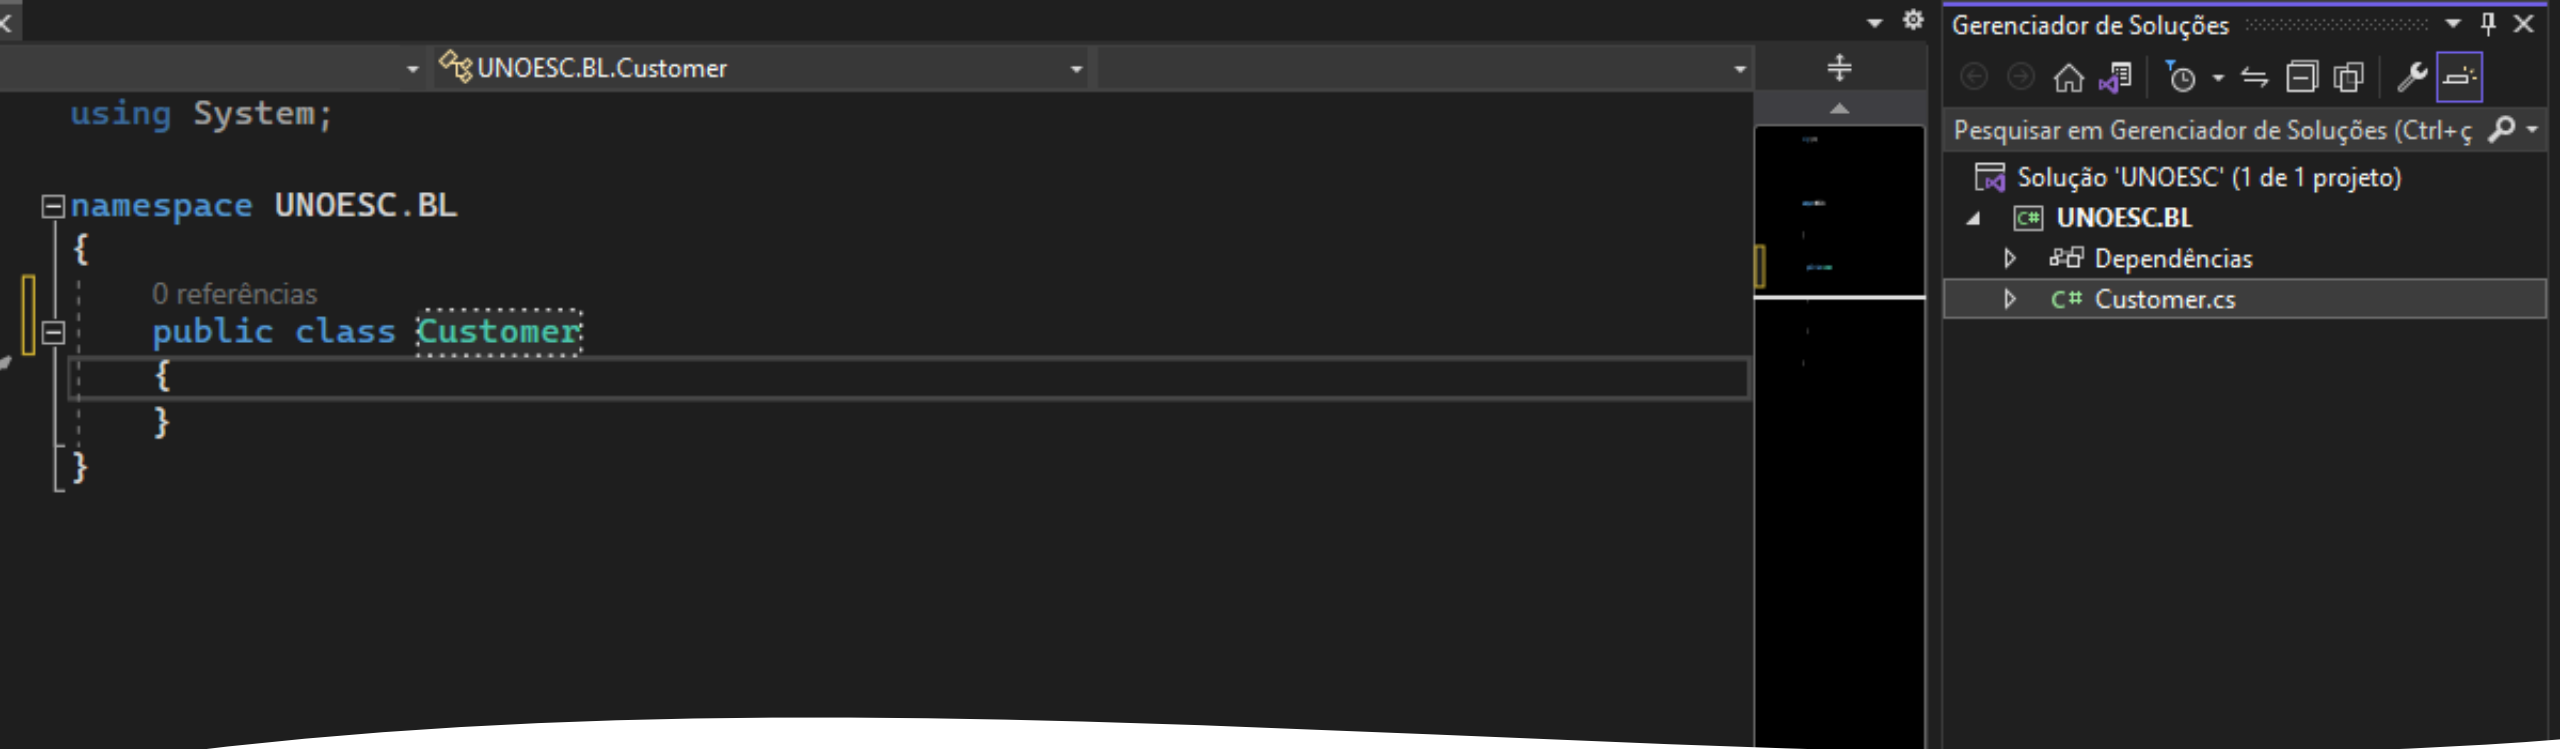 UNOESC.BL.Customer
using System;
namespace UNOESC.BL
{
0 referências
public class Customer
{
}
}
Gerenciador de Soluções
Pesquisar em Gerenciador de Soluções (Ctrl+ç
Solução 'UNOESC' (1 de 1 projeto)
C# UNOESC.BL
Dependências
C# Customer.cs